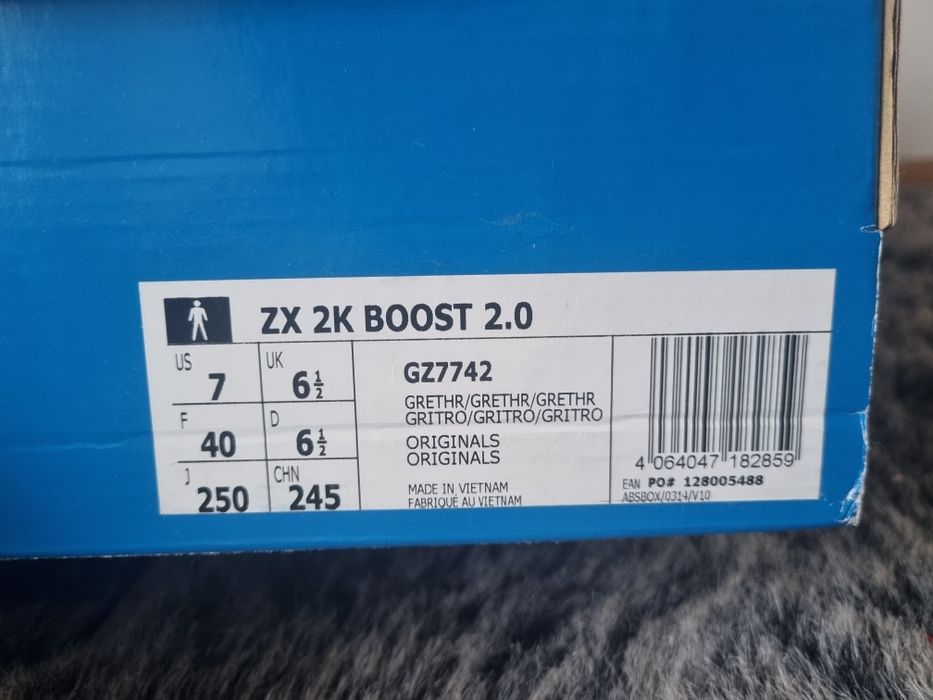 ZX 2K BOOST 2.0
US 7
UK 6½
F 40
D 6½
J 250
CHN 245
GZ7742
GRETHR/GRETHR/GRETHR
GRITRO/GRITRO/GRITRO
ORIGINALS
ORIGINALS
MADE IN VIETNAM
FABRIQUÉ AU VIETNAM
4 064047 182859
EAN PO# 128005488
ABSBOX/0314/V10